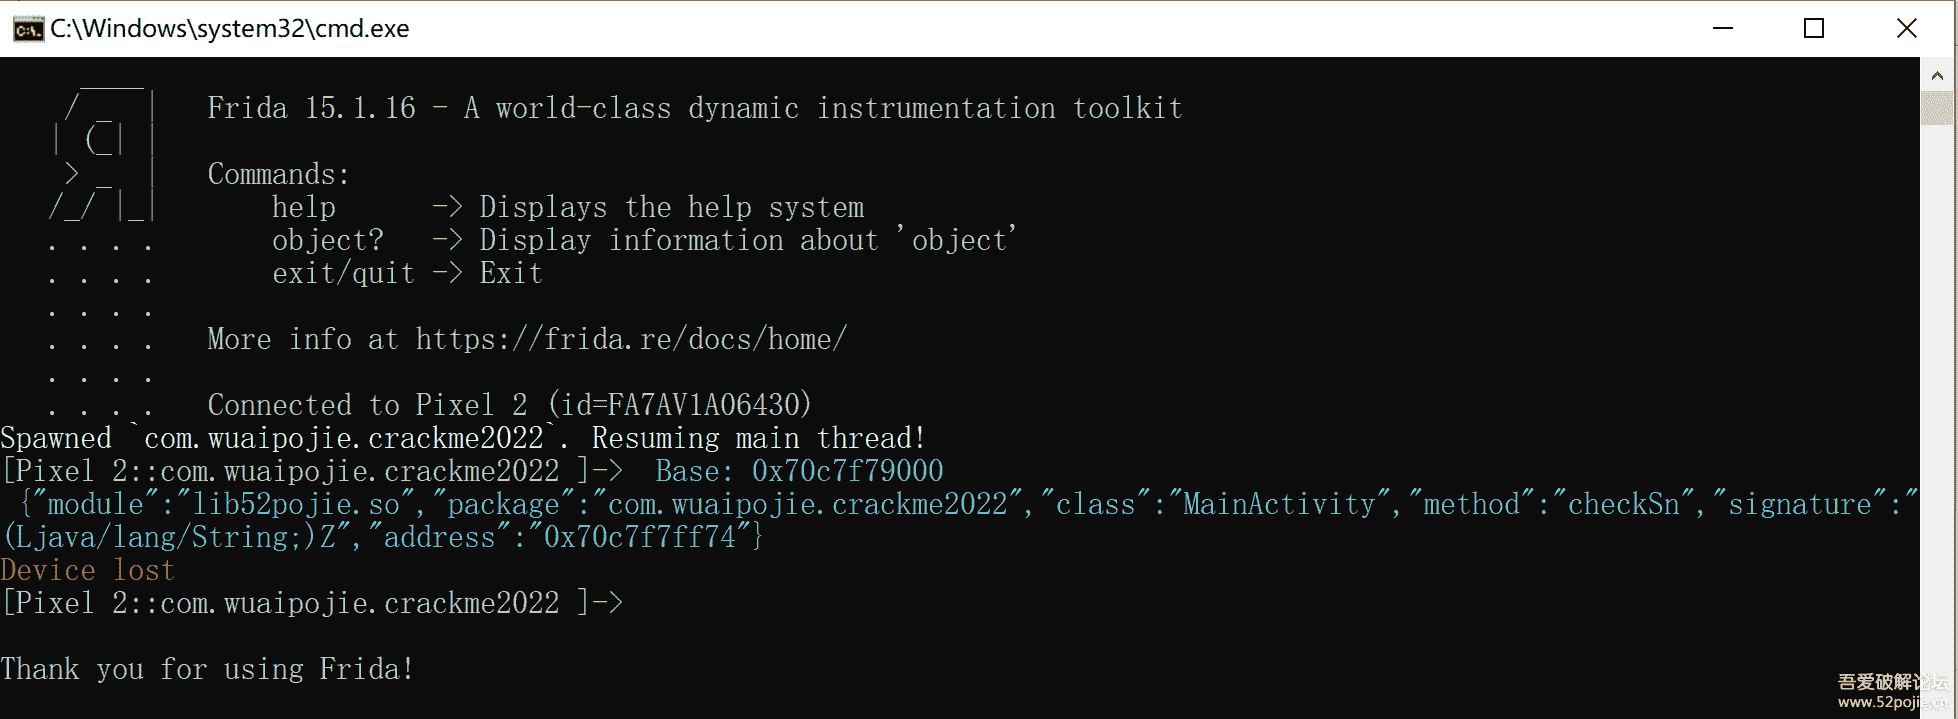 C:\Windows\system32\cmd.exe
Frida 15.1.16 - A world-class dynamic instrumentation toolkit
Commands:
help -> Displays the help system
object? -> Display information about 'object'
exit/quit -> Exit
More info at https://frida.re/docs/home/
Connected to Pixel 2 (id=FA7AV1A06430)
Spawned `com.wuaipojie.crackme2022`. Resuming main thread!
[Pixel 2::com.wuaipojie.crackme2022 ]-> Base: 0x70c7f79000
{"module":"lib52pojie.so","package":"com.wuaipojie.crackme2022","class":"MainActivity","method":"checkSn","signature":"
(Ljava/lang/String;)Z","address":"0x70c7f7ff74"}
Device lost
[Pixel 2::com.wuaipojie.crackme2022 ]->
Thank you for using Frida!
吾爱破解论坛
www.52pojie.cn